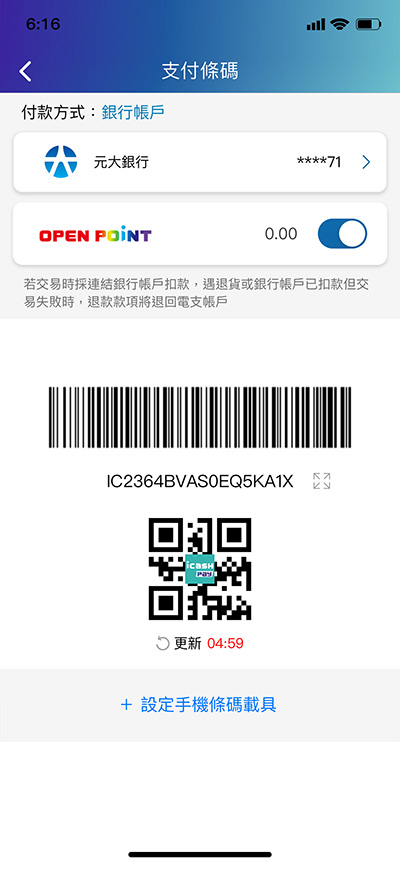 6:16
支付條碼
付款方式：銀行帳戶
元大銀行 ****71
OPEN POiNT 0.00
若交易時採連結銀行帳戶扣款，遇退貨或銀行帳戶已扣款但交
易失敗時，退款款項將退回電支帳戶
IC2364BVAS0EQ5KA1X
icash
Pay
更新 04:59
+ 設定手機條碼載具